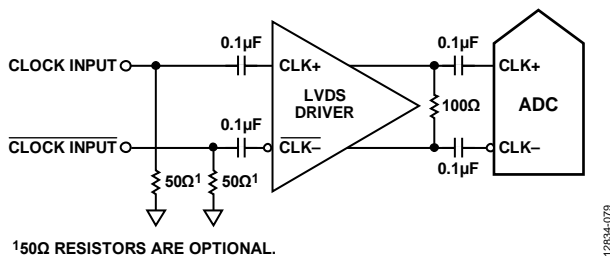 0.1µF
0.1µF
CLOCK INPUT
CLK+
CLK+
LVDS
DRIVER
100Ω
ADC
0.1µF
CLOCK INPUT
CLK–
CLK–
50Ω1
50Ω1
0.1µF
150Ω RESISTORS ARE OPTIONAL.
12834-079